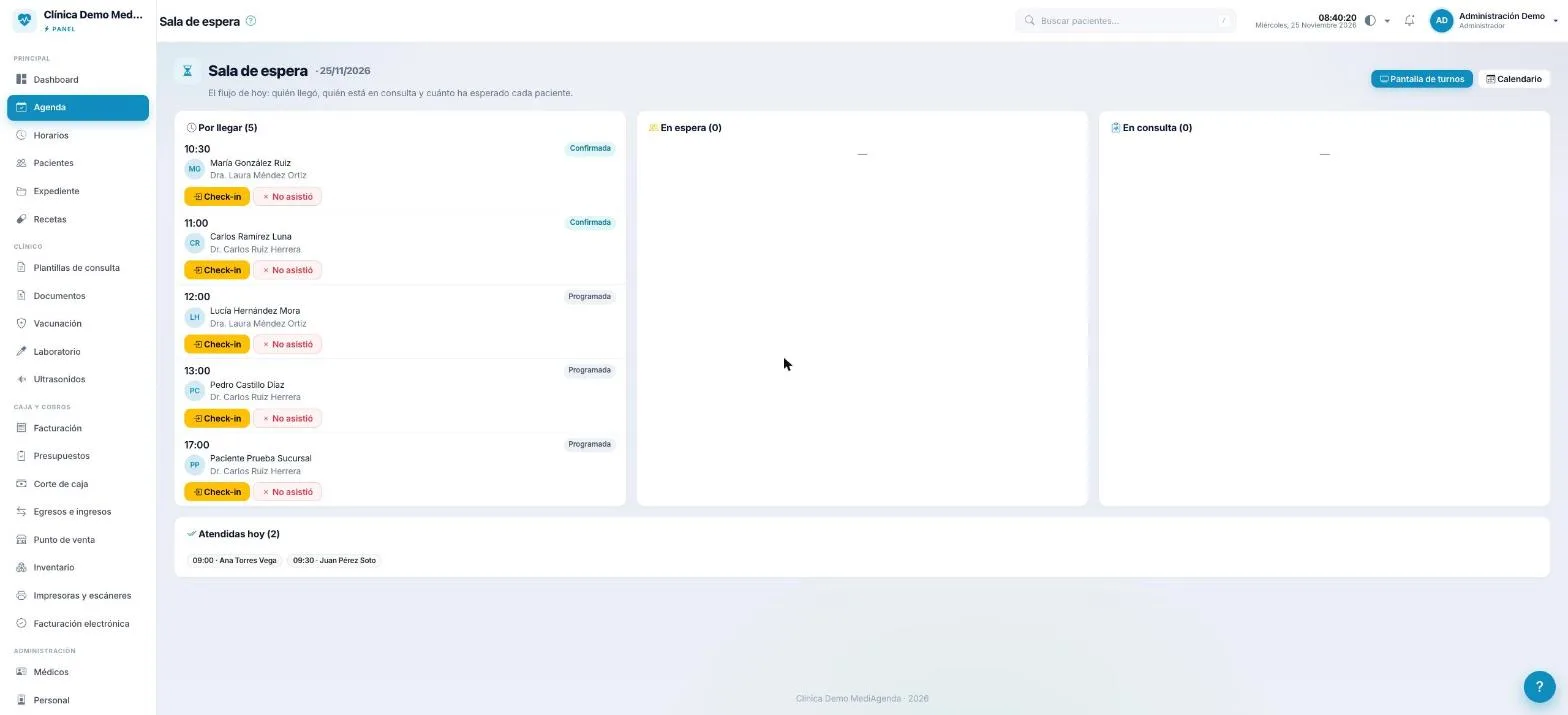 Clínica Demo Med...
PANEL
Sala de espera
Buscar pacientes...
/
08:40:20
Miércoles, 25 Noviembre 2026
AD
Administración Demo
Administrador
PRINCIPAL
Dashboard
Agenda
Horarios
Pacientes
Expediente
Recetas
CLÍNICO
Plantillas de consulta
Documentos
Vacunación
Laboratorio
Ultrasonidos
CAJA Y COBROS
Facturación
Presupuestos
Corte de caja
Egresos e ingresos
Punto de venta
Inventario
Impresoras y escáneres
Facturación electrónica
ADMINISTRACIÓN
Médicos
Personal
Sala de espera · 25/11/2026
El flujo de hoy: quién llegó, quién está en consulta y cuánto ha esperado cada paciente.
Pantalla de turnos
Calendario
Por llegar (5)
10:30
Confirmada
MG
María González Ruiz
Dra. Laura Méndez Ortiz
Check-in
× No asistió
11:00
Confirmada
CR
Carlos Ramírez Luna
Dr. Carlos Ruiz Herrera
Check-in
× No asistió
12:00
Programada
LH
Lucía Hernández Mora
Dra. Laura Méndez Ortiz
Check-in
× No asistió
13:00
Programada
PC
Pedro Castillo Díaz
Dr. Carlos Ruiz Herrera
Check-in
× No asistió
17:00
Programada
PP
Paciente Prueba Sucursal
Dr. Carlos Ruiz Herrera
Check-in
× No asistió
En espera (0)
—
En consulta (0)
—
Atendidas hoy (2)
09:00 · Ana Torres Vega
09:30 · Juan Pérez Soto
Clínica Demo MediAgenda · 2026
?